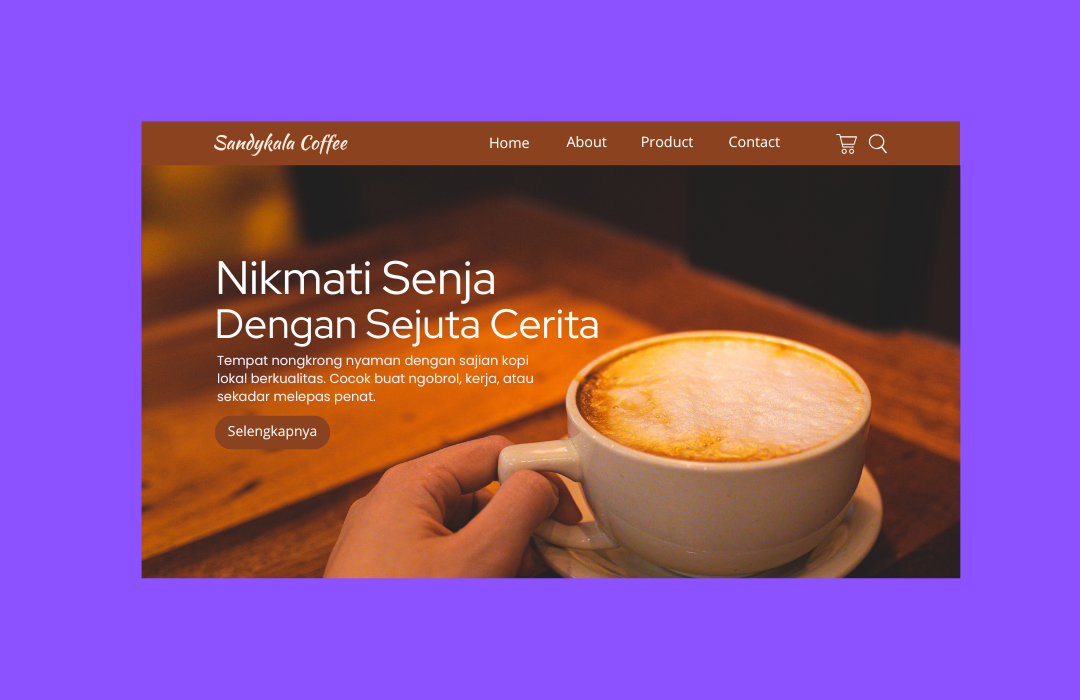 Sandykala Coffee
Home About Product Contact
Nikmati Senja
Dengan Sejuta Cerita
Tempat nongkrong nyaman dengan sajian kopi
lokal berkualitas. Cocok buat ngobrol, kerja, atau
sekadar melepas penat.
Selengkapnya